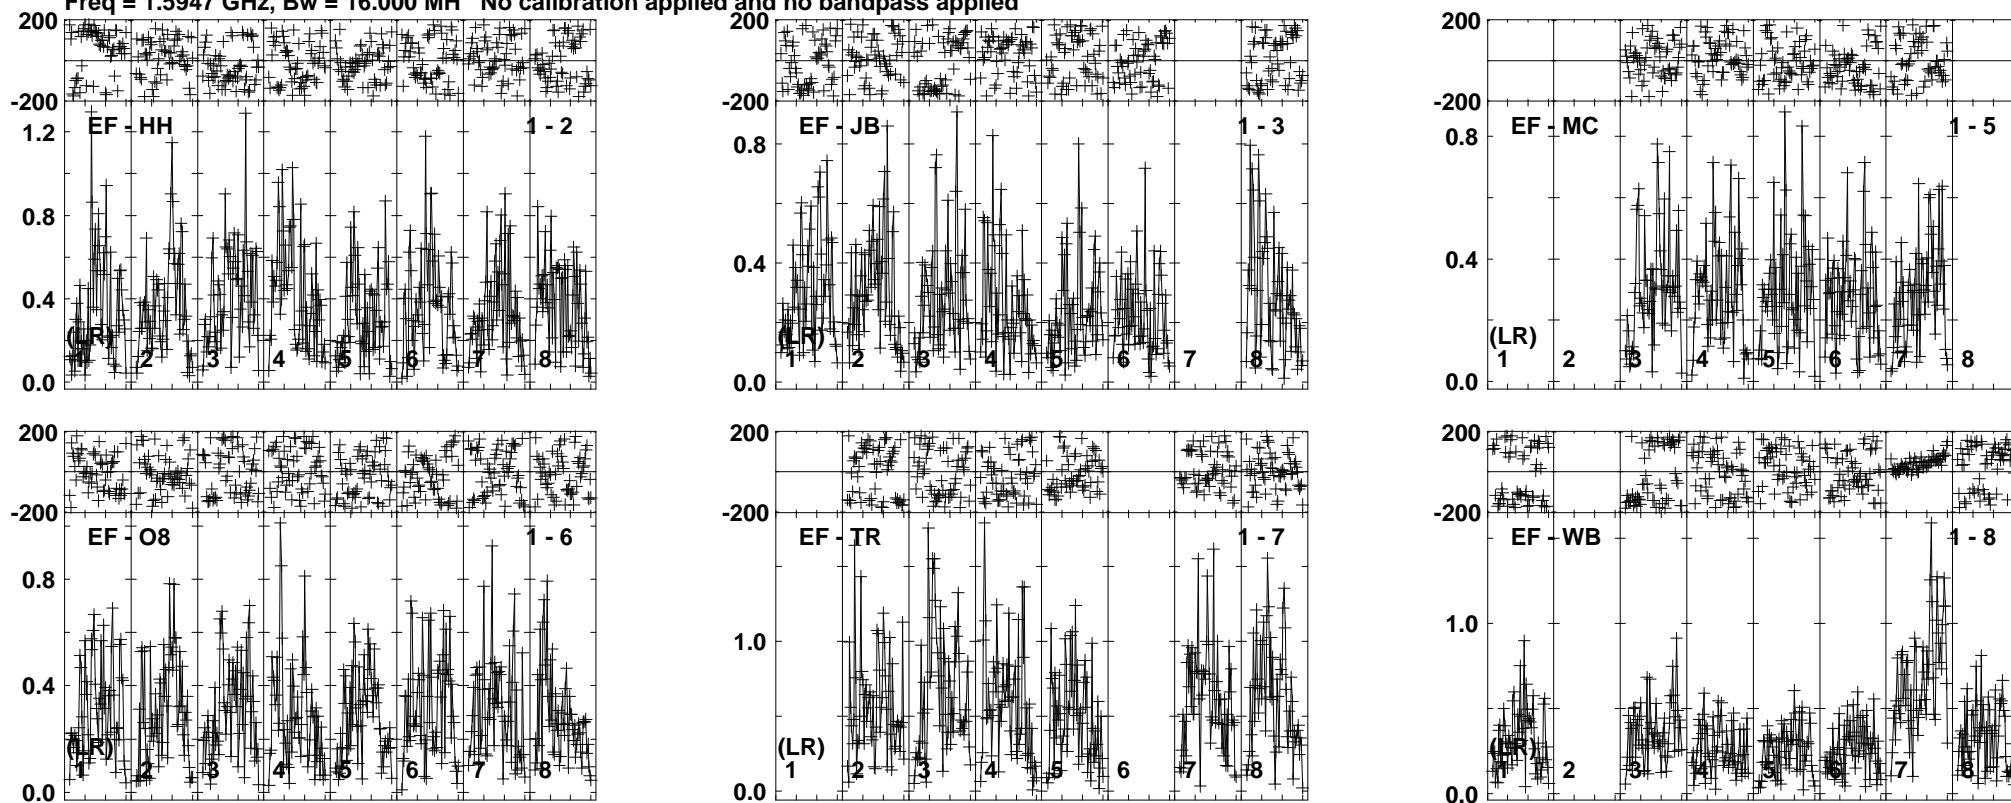 Freq = 1.5947 GHz, Bw = 16.000 MH No calibration applied and no bandpass applied
200
-200
EF - HH 1 - 2
1.2
0.8
0.4
0.0
(LR)
1 2 3 4 5 6 7 8
200
-200
EF - JB 1 - 3
0.8
0.4
0.0
(LR)
1 2 3 4 5 6 7 8
200
-200
EF - MC 1 - 5
0.8
0.4
0.0
(LR)
1 2 3 4 5 6 7 8
200
-200
EF - O8 1 - 6
0.8
0.4
0.0
(LR)
1 2 3 4 5 6 7 8
200
-200
EF - TR 1 - 7
1.0
0.0
(LR)
1 2 3 4 5 6 7 8
200
-200
EF - WB 1 - 8
1.0
0.0
(LR)
1 2 3 4 5 6 7 8